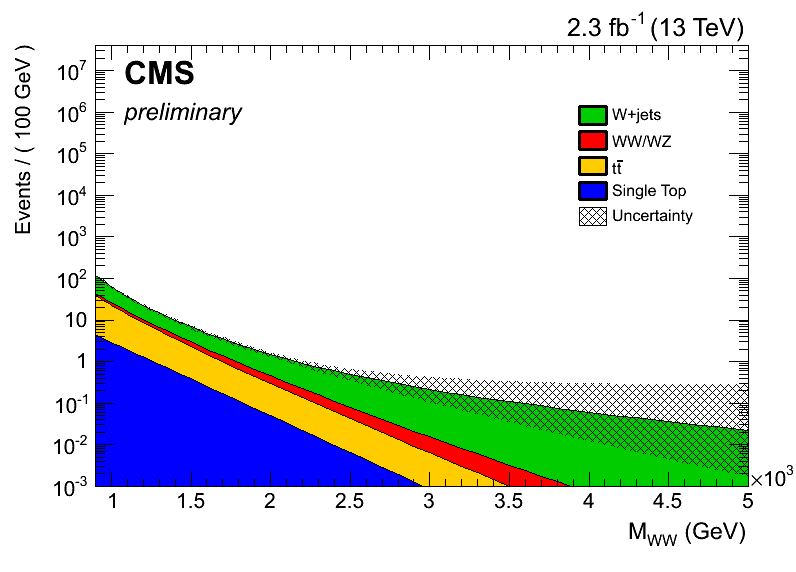 2.3 fb⁻¹ (13 TeV)
CMS
preliminary
Events / ( 100 GeV )
10⁷
10⁶
10⁵
10⁴
10³
10²
10
1
10⁻¹
10⁻²
10⁻³
W+jets
WW/WZ
tt̄
Single Top
Uncertainty
1 1.5 2 2.5 3 3.5 4 4.5 5
×10³
M_WW (GeV)